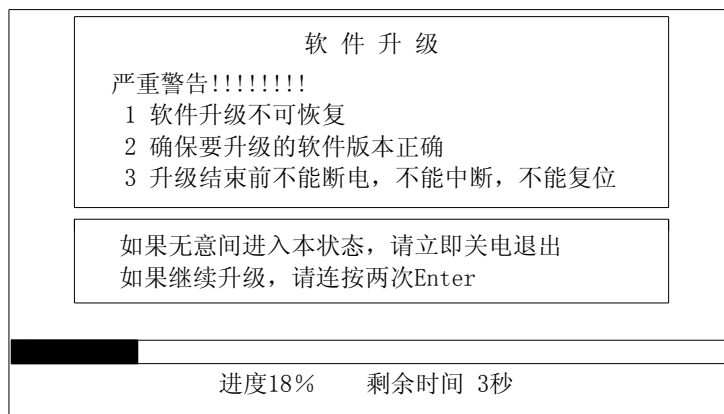 软 件 升 级
严重警告!!!!!!!!
1 软件升级不可恢复
2 确保要升级的软件版本正确
3 升级结束前不能断电，不能中断，不能复位
如果无意间进入本状态，请立即关电退出
如果继续升级，请连按两次Enter
进度18% 剩余时间 3秒